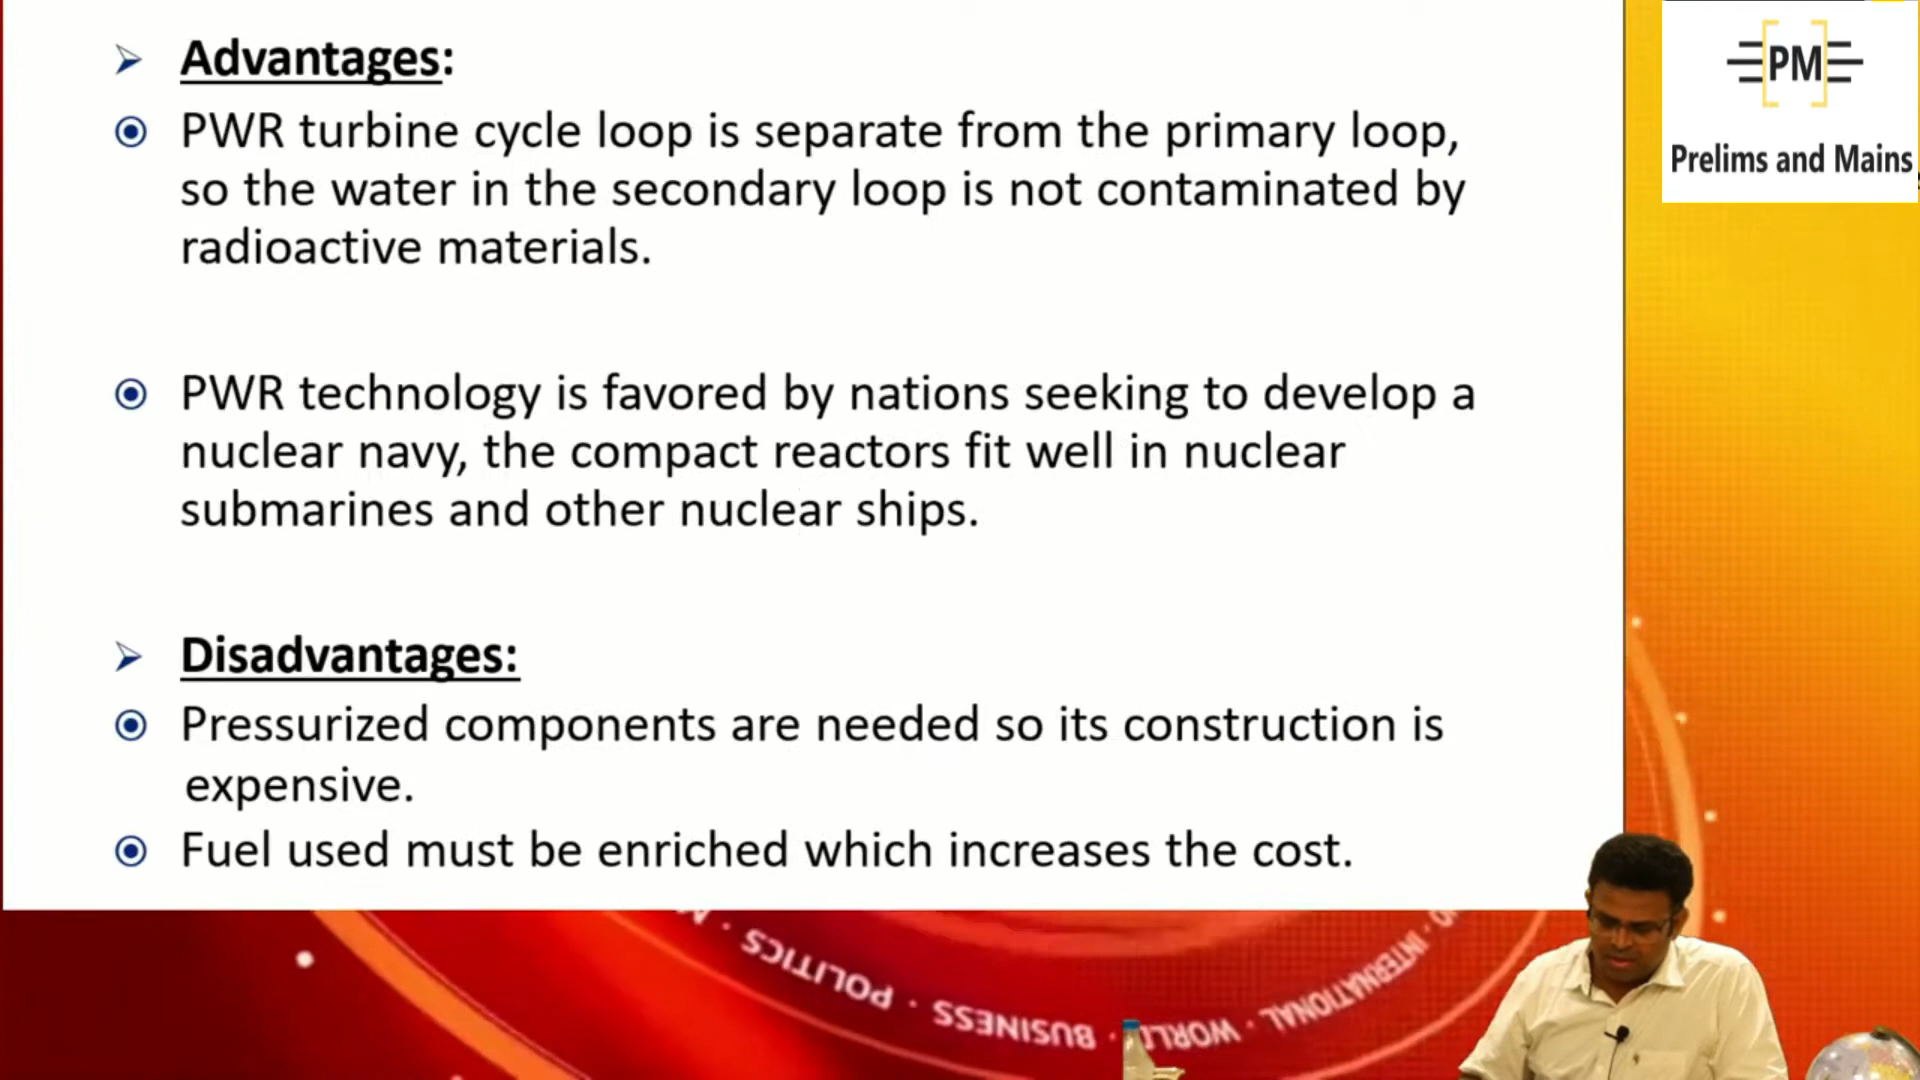 Advantages:
PWR turbine cycle loop is separate from the primary loop,
so the water in the secondary loop is not contaminated by
radioactive materials.
PWR technology is favored by nations seeking to develop a
nuclear navy, the compact reactors fit well in nuclear
submarines and other nuclear ships.
Disadvantages:
Pressurized components are needed so its construction is
expensive.
Fuel used must be enriched which increases the cost.
PM
Prelims and Mains
POLITICS · BUSINESS · WORLD · INTERNATIONAL